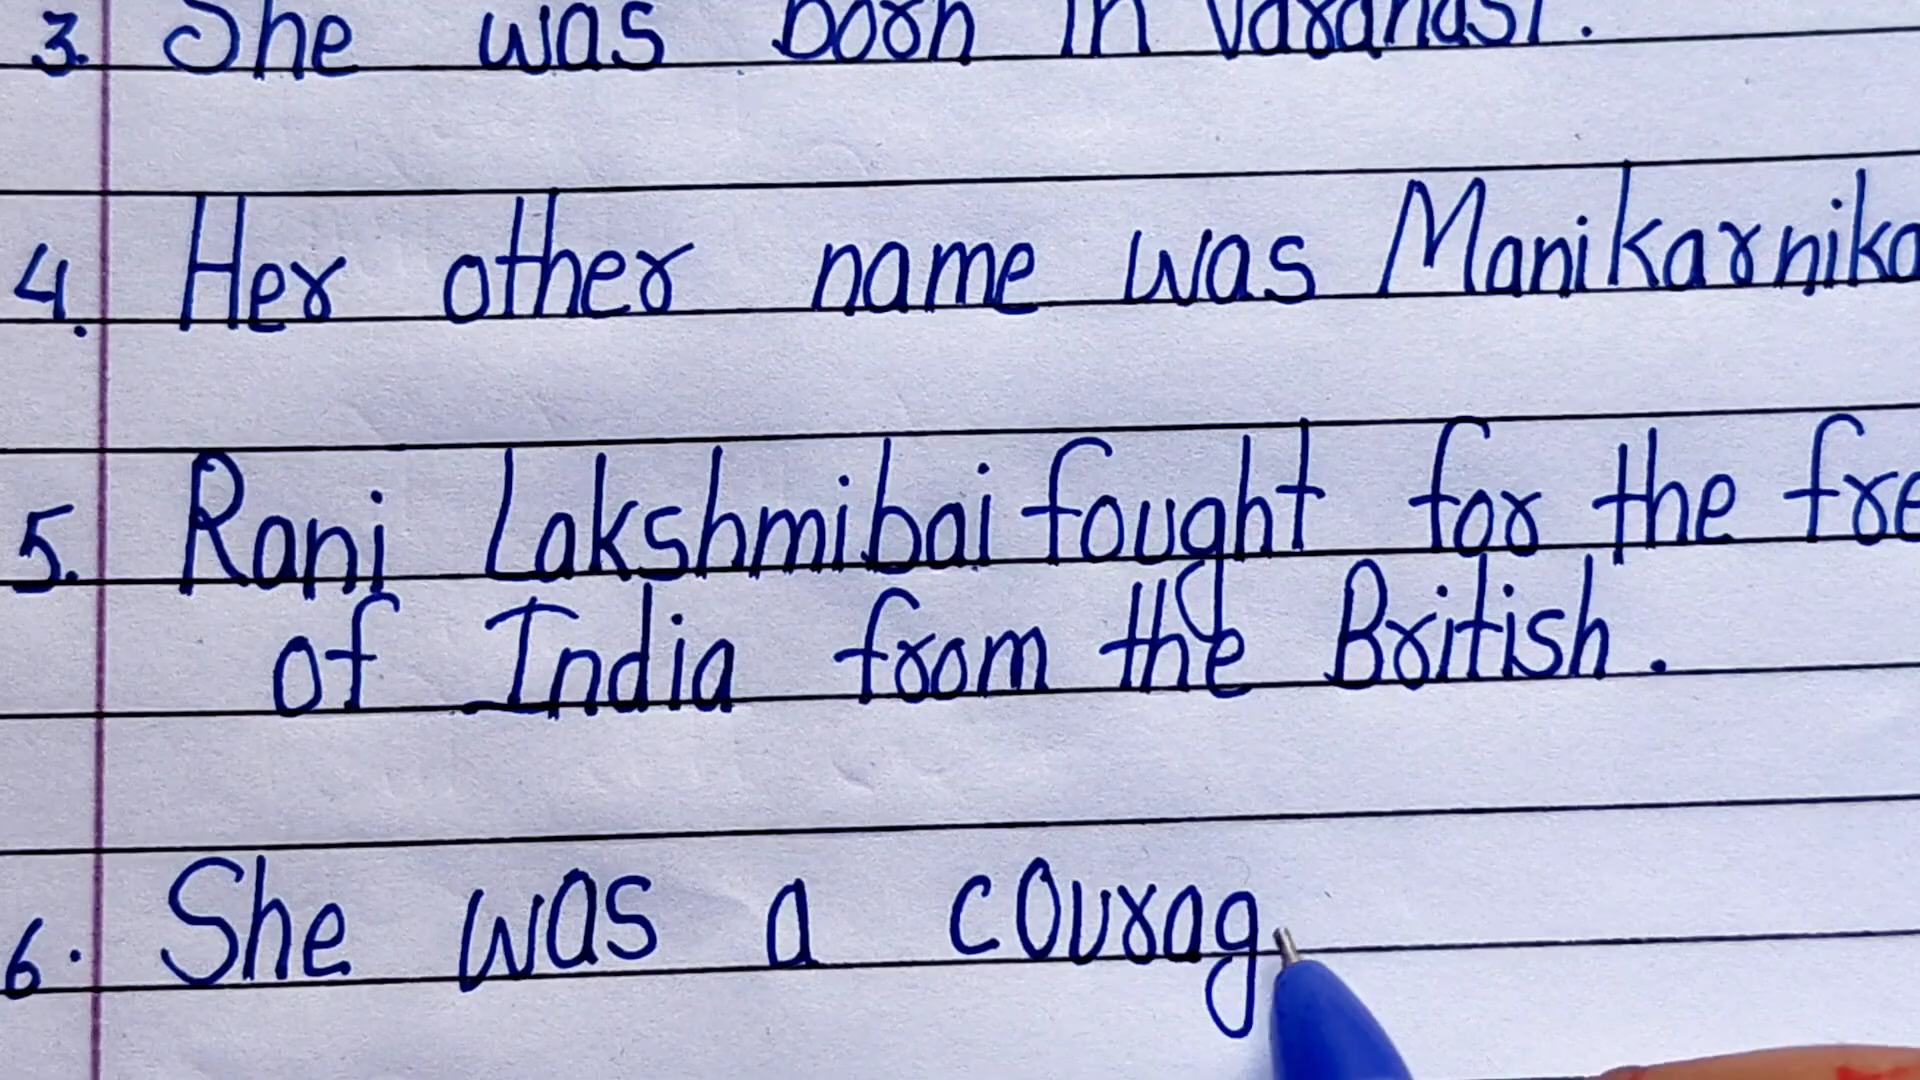 3. She was born in Varanasi.
4. Her other name was Manikarnika
5. Rani Lakshmibai fought for the fre
of India from the British.
6. She was a courag